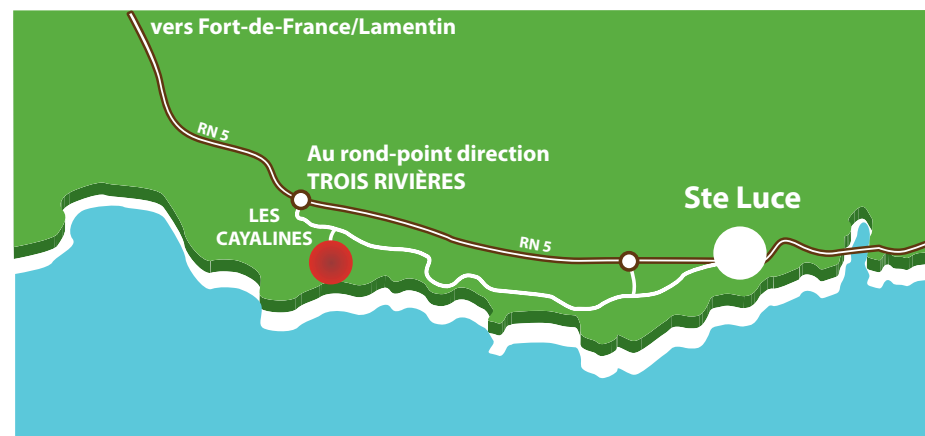 vers Fort-de-France/Lamentin
RN 5
Au rond-point direction
TROIS RIVIÈRES
LES
CAYALINES
Ste Luce
RN 5